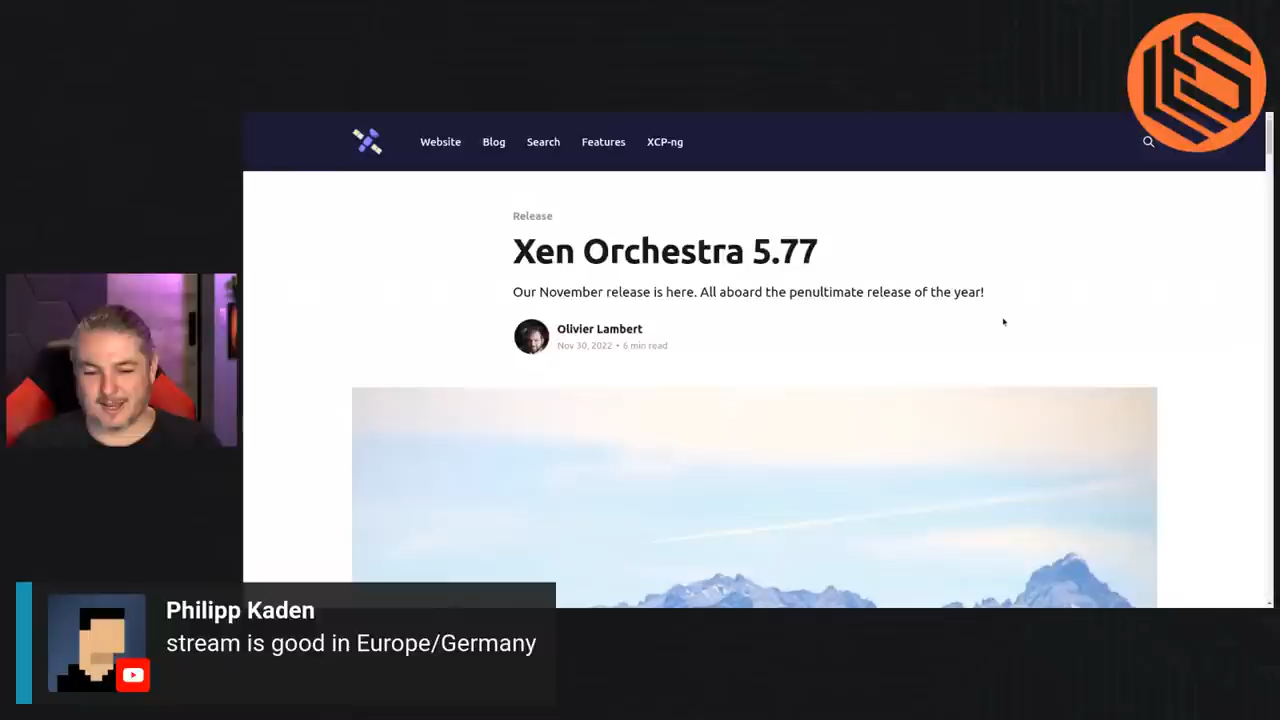 Website Blog Search Features XCP-ng
Release
Xen Orchestra 5.77
Our November release is here. All aboard the penultimate release of the year!
Olivier Lambert
Nov 30, 2022 • 6 min read
Philipp Kaden
stream is good in Europe/Germany